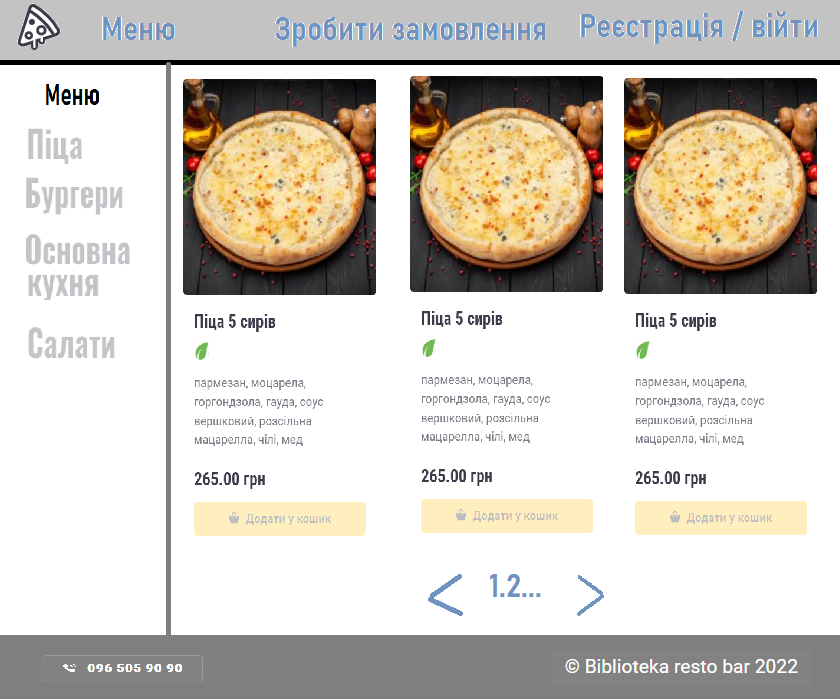 Меню
Зробити замовлення
Реєстрація / війти
Меню
Піца
Бургери
Основна
кухня
Салати
Піца 5 сирів
пармезан, моцарела,
горгондзола, гауда, соус
вершковий, розсільна
мацарелла, чілі, мед
265.00 грн
Додати у кошик
Піца 5 сирів
пармезан, моцарела,
горгондзола, гауда, соус
вершковий, розсільна
мацарелла, чілі, мед
265.00 грн
Додати у кошик
Піца 5 сирів
пармезан, моцарела,
горгондзола, гауда, соус
вершковий, розсільна
мацарелла, чілі, мед
265.00 грн
Додати у кошик
1.2...
096 505 90 90
© Biblioteka resto bar 2022